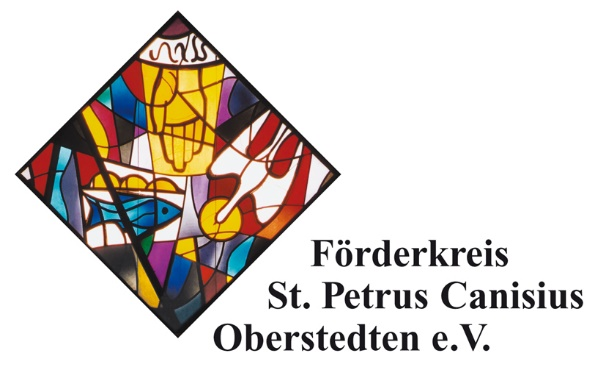 Förderkreis
St. Petrus Canisius
Oberstedten e.V.